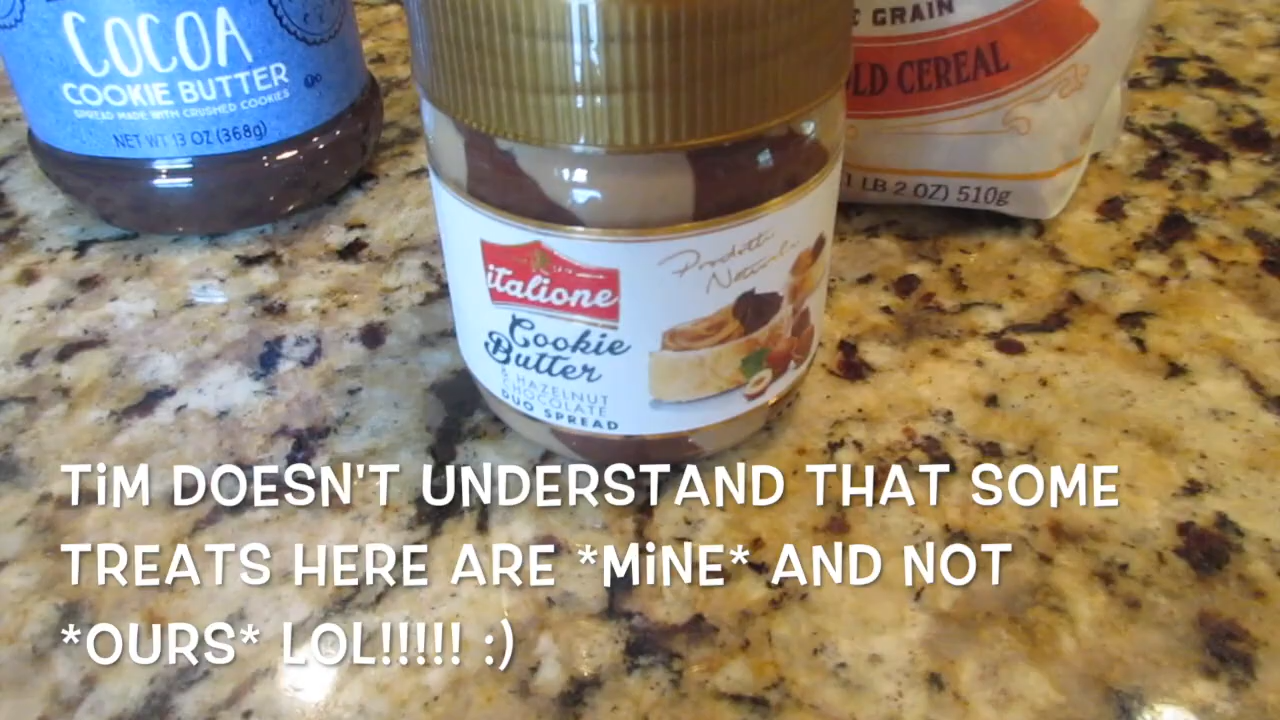 COCOA
COOKIE BUTTER
SPREAD MADE WITH CRUSHED COOKIES
NET WT 13 OZ (368g)
GRAIN
OLD CEREAL
1 LB 2 OZ) 510g
italione
Cookie
Butter
& HAZELNUT
CHOCOLATE
DUO SPREAD
Prodotti
Naturali
TiM DOESN'T UNDERSTAND THAT SOME
TREATS HERE ARE *MiNE* AND NOT
*OURS* LOL!!!!! :)